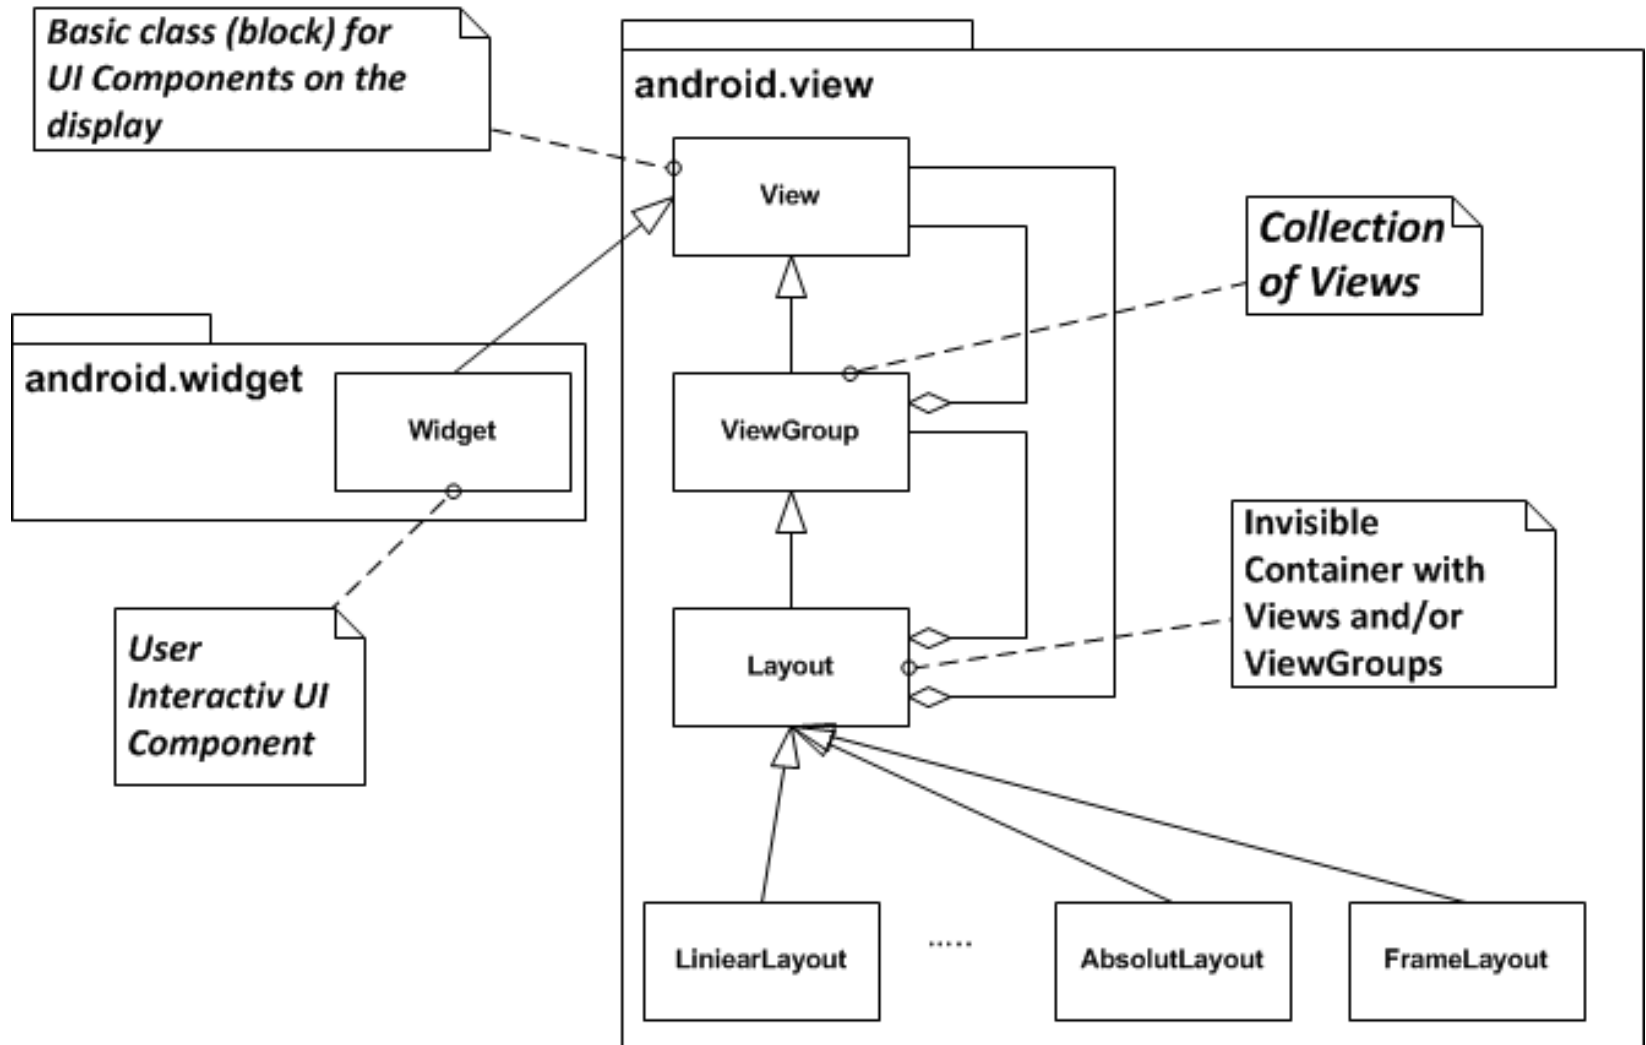 Basic class (block) for
UI Components on the
display
android.view
View
Collection
of Views
android.widget
Widget
ViewGroup
Invisible
Container with
Views and/or
ViewGroups
User
Interactiv UI
Component
Layout
LiniearLayout
.....
AbsolutLayout
FrameLayout